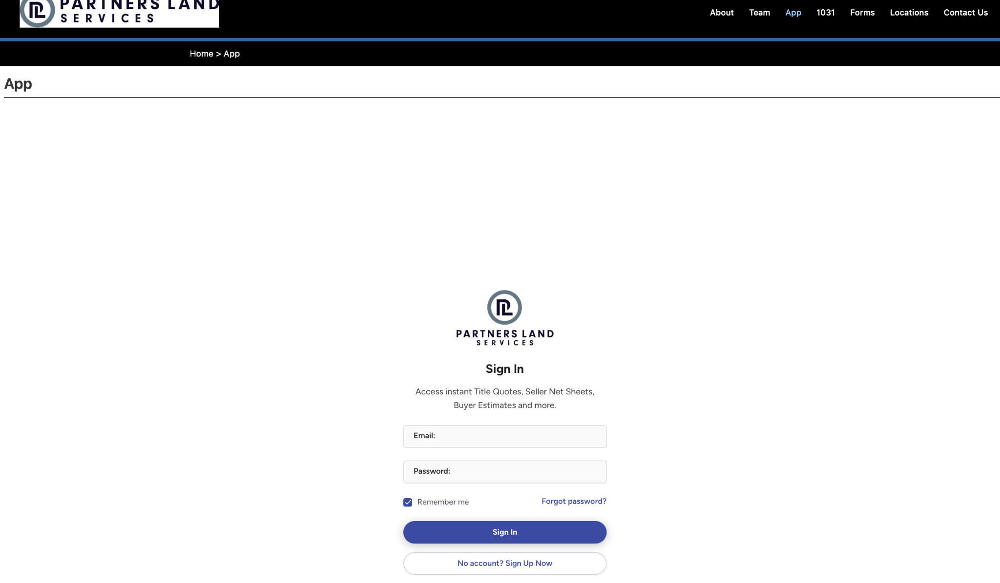 PARTNERS LAND
SERVICES
About Team App 1031 Forms Locations Contact Us
Home > App
App
PL
PARTNERS LAND
SERVICES
Sign In
Access instant Title Quotes, Seller Net Sheets,
Buyer Estimates and more.
Email:
Password:
Remember me Forgot password?
Sign In
No account? Sign Up Now